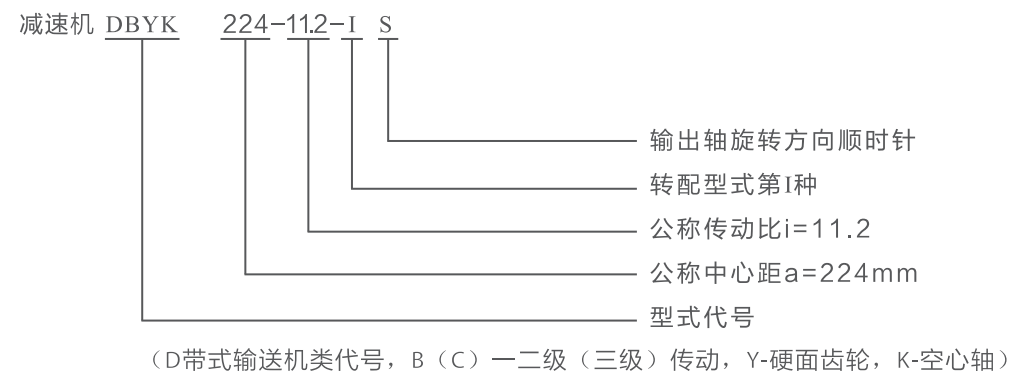 减速机 DBYK 224-11.2-I S
输出轴旋转方向顺时针
转配型式第I种
公称传动比i=11.2
公称中心距a=224mm
型式代号
（D带式输送机类代号，B（C）一二级（三级）传动，Y-硬面齿轮，K-空心轴）